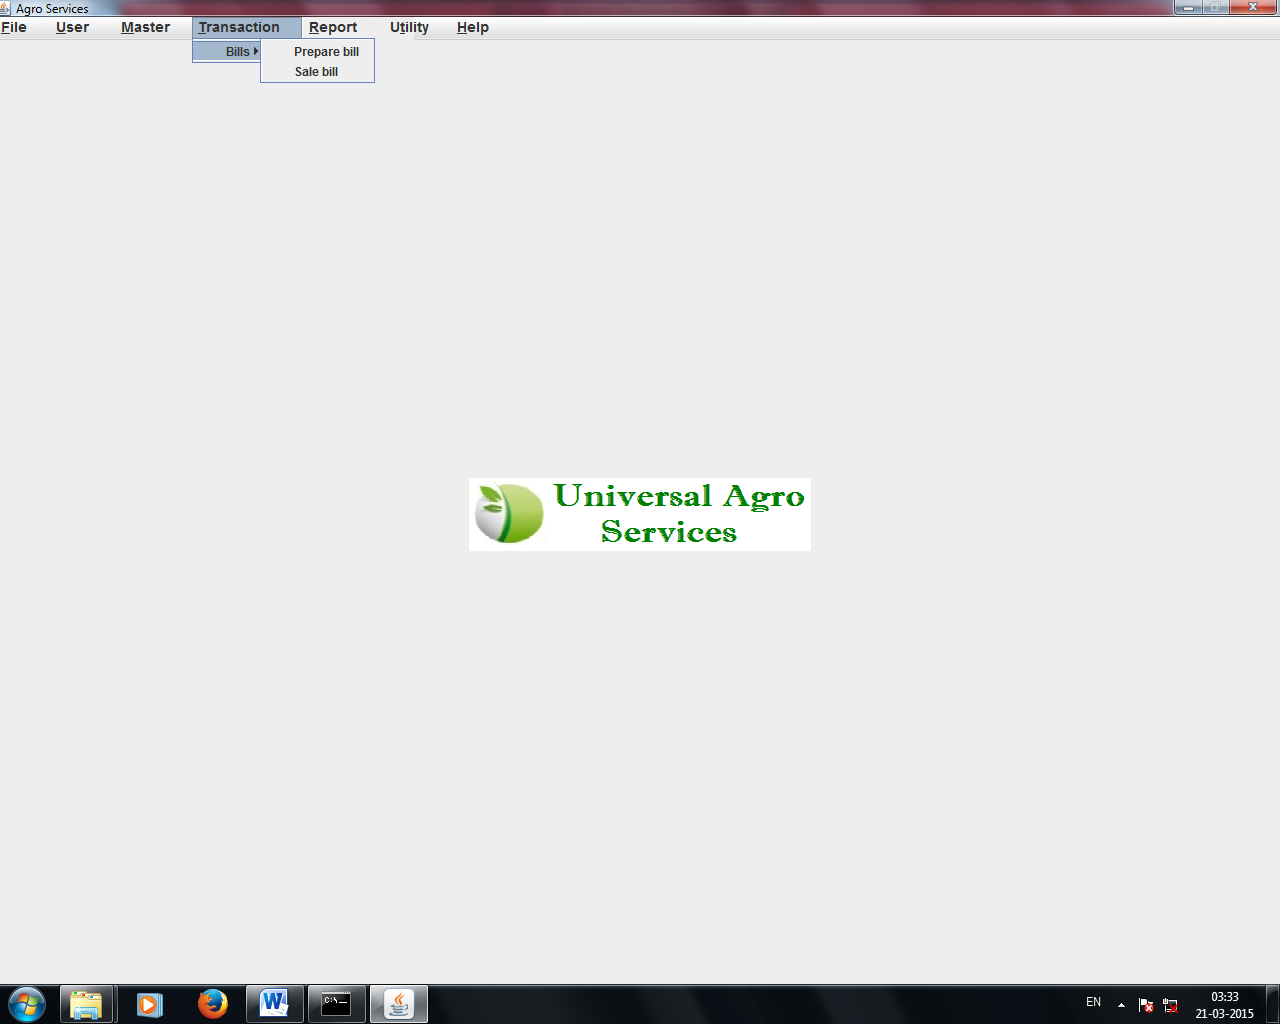 Agro Services
File User Master Transaction Report Utility Help
Bills Prepare bill
Sale bill
Universal Agro
Services
C:\_
EN 03:33
21-03-2015